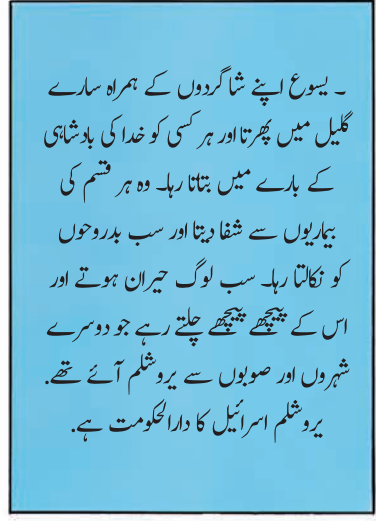 ۔ یسوع اپنے شاگردوں کے ہمراہ سارے
گلیل میں پھرتا اور ہر کسی کو خدا کی بادشاہی
کے بارے میں بتاتا رہا۔ وہ ہر قسم کی
بیماریوں سے شفا دیتا اور سب بدروحوں
کو نکالتا رہا۔ سب لوگ حیران ہوتے اور
اس کے پیچھے پیچھے چلتے رہے جو دوسرے
شہروں اور صوبوں سے یروشلم آئے تھے.
یروشلم اسرائیل کا دارالحکومت ہے.